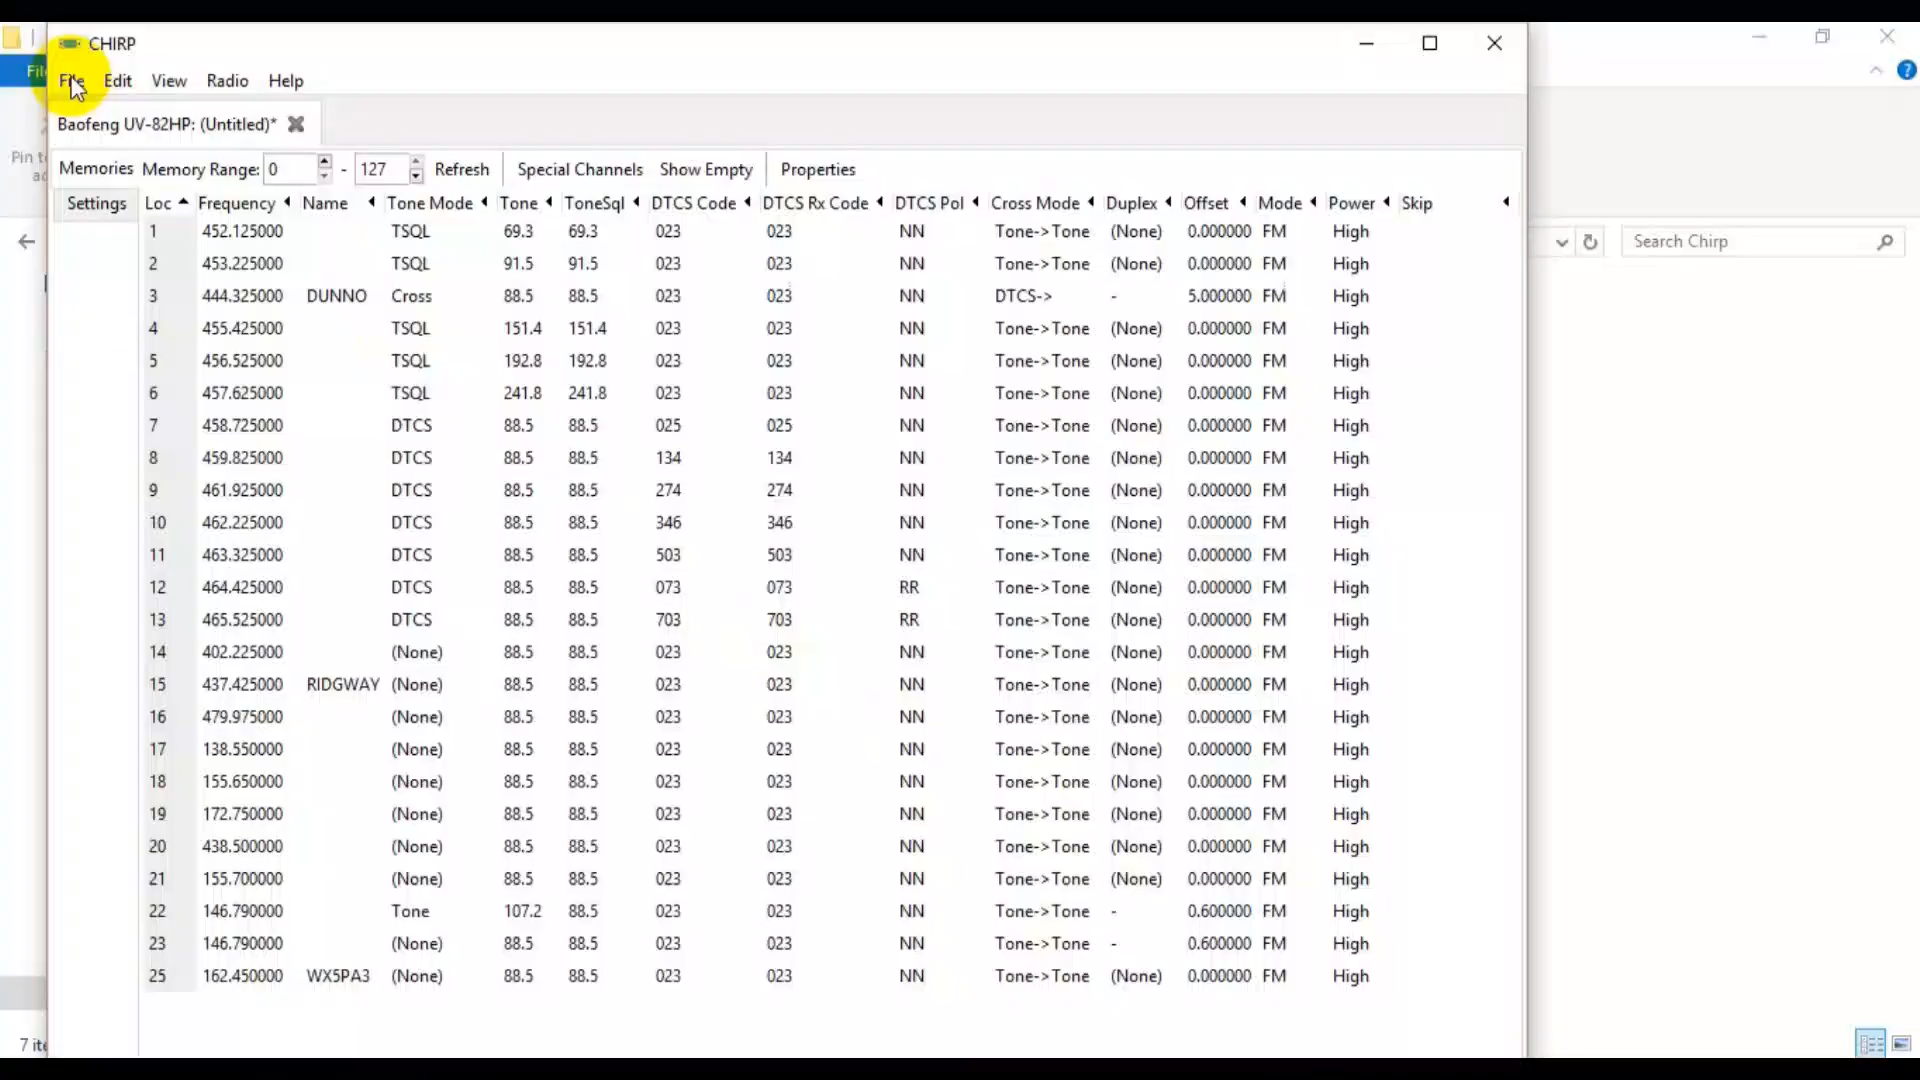 CHIRP
File Edit View Radio Help
Baofeng UV-82HP: (Untitled)*
Memories Memory Range: 0 - 127 Refresh Special Channels Show Empty Properties
Settings
Loc Frequency Name Tone Mode Tone ToneSql DTCS Code DTCS Rx Code DTCS Pol Cross Mode Duplex Offset Mode Power Skip
1 452.125000 TSQL 69.3 69.3 023 023 NN Tone->Tone (None) 0.000000 FM High
2 453.225000 TSQL 91.5 91.5 023 023 NN Tone->Tone (None) 0.000000 FM High
3 444.325000 DUNNO Cross 88.5 88.5 023 023 NN DTCS-> - 5.000000 FM High
4 455.425000 TSQL 151.4 151.4 023 023 NN Tone->Tone (None) 0.000000 FM High
5 456.525000 TSQL 192.8 192.8 023 023 NN Tone->Tone (None) 0.000000 FM High
6 457.625000 TSQL 241.8 241.8 023 023 NN Tone->Tone (None) 0.000000 FM High
7 458.725000 DTCS 88.5 88.5 025 025 NN Tone->Tone (None) 0.000000 FM High
8 459.825000 DTCS 88.5 88.5 134 134 NN Tone->Tone (None) 0.000000 FM High
9 461.925000 DTCS 88.5 88.5 274 274 NN Tone->Tone (None) 0.000000 FM High
10 462.225000 DTCS 88.5 88.5 346 346 NN Tone->Tone (None) 0.000000 FM High
11 463.325000 DTCS 88.5 88.5 503 503 NN Tone->Tone (None) 0.000000 FM High
12 464.425000 DTCS 88.5 88.5 073 073 RR Tone->Tone (None) 0.000000 FM High
13 465.525000 DTCS 88.5 88.5 703 703 RR Tone->Tone (None) 0.000000 FM High
14 402.225000 (None) 88.5 88.5 023 023 NN Tone->Tone (None) 0.000000 FM High
15 437.425000 RIDGWAY (None) 88.5 88.5 023 023 NN Tone->Tone (None) 0.000000 FM High
16 479.975000 (None) 88.5 88.5 023 023 NN Tone->Tone (None) 0.000000 FM High
17 138.550000 (None) 88.5 88.5 023 023 NN Tone->Tone (None) 0.000000 FM High
18 155.650000 (None) 88.5 88.5 023 023 NN Tone->Tone (None) 0.000000 FM High
19 172.750000 (None) 88.5 88.5 023 023 NN Tone->Tone (None) 0.000000 FM High
20 438.500000 (None) 88.5 88.5 023 023 NN Tone->Tone (None) 0.000000 FM High
21 155.700000 (None) 88.5 88.5 023 023 NN Tone->Tone (None) 0.000000 FM High
22 146.790000 Tone 107.2 88.5 023 023 NN Tone->Tone - 0.600000 FM High
23 146.790000 (None) 88.5 88.5 023 023 NN Tone->Tone - 0.600000 FM High
25 162.450000 WX5PA3 (None) 88.5 88.5 023 023 NN Tone->Tone (None) 0.000000 FM High
Pin
Search Chirp
7